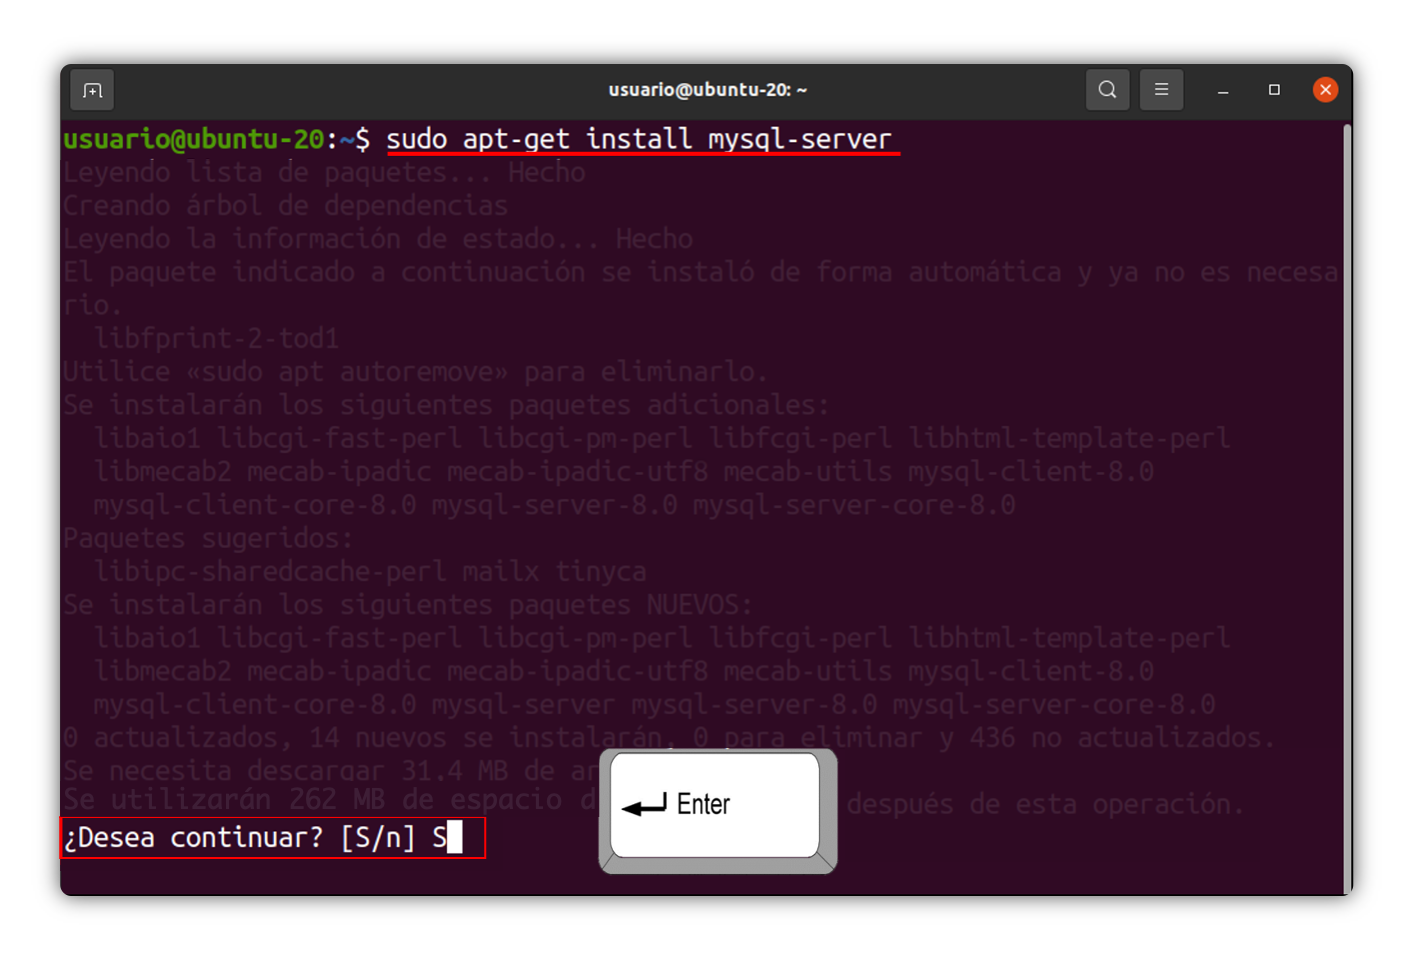 usuario@ubuntu-20: ~
usuario@ubuntu-20:~$ sudo apt-get install mysql-server
Leyendo lista de paquetes... Hecho
Creando árbol de dependencias
Leyendo la información de estado... Hecho
El paquete indicado a continuación se instaló de forma automática y ya no es necesa
rio.
libfprint-2-tod1
Utilice «sudo apt autoremove» para eliminarlo.
Se instalarán los siguientes paquetes adicionales:
libaio1 libcgi-fast-perl libcgi-pm-perl libfcgi-perl libhtml-template-perl
libmecab2 mecab-ipadic mecab-ipadic-utf8 mecab-utils mysql-client-8.0
mysql-client-core-8.0 mysql-server-8.0 mysql-server-core-8.0
Paquetes sugeridos:
libipc-sharedcache-perl mailx tinyca
Se instalarán los siguientes paquetes NUEVOS:
libaio1 libcgi-fast-perl libcgi-pm-perl libfcgi-perl libhtml-template-perl
libmecab2 mecab-ipadic mecab-ipadic-utf8 mecab-utils mysql-client-8.0
mysql-client-core-8.0 mysql-server mysql-server-8.0 mysql-server-core-8.0
0 actualizados, 14 nuevos se instalarán, 0 para eliminar y 436 no actualizados.
Se necesita descargar 31.4 MB de ar
Se utilizarán 262 MB de espacio d después de esta operación.
Enter
¿Desea continuar? [S/n] S